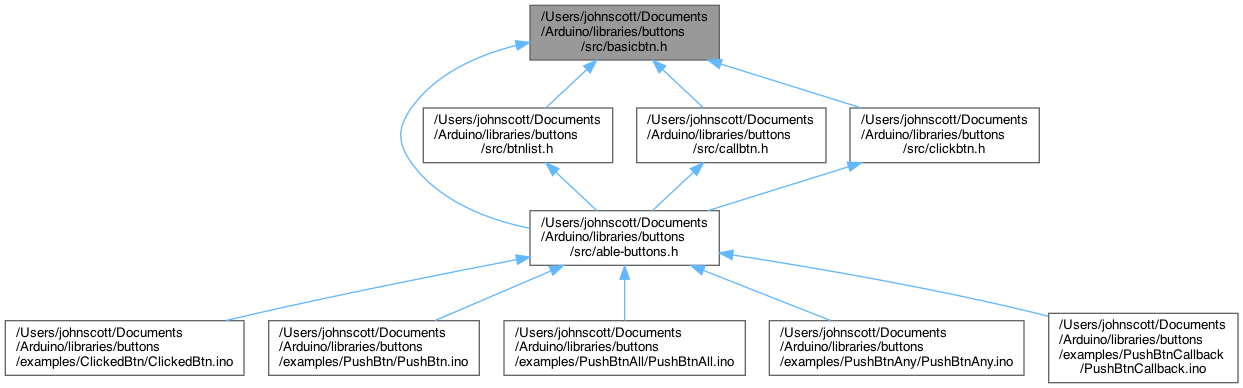 /Users/johnscott/Documents
/Arduino/libraries/buttons
/src/basicbtn.h
/Users/johnscott/Documents
/Arduino/libraries/buttons
/src/btnlist.h
/Users/johnscott/Documents
/Arduino/libraries/buttons
/src/callbtn.h
/Users/johnscott/Documents
/Arduino/libraries/buttons
/src/clickbtn.h
/Users/johnscott/Documents
/Arduino/libraries/buttons
/src/able-buttons.h
/Users/johnscott/Documents
/Arduino/libraries/buttons
/examples/ClickedBtn/ClickedBtn.ino
/Users/johnscott/Documents
/Arduino/libraries/buttons
/examples/PushBtn/PushBtn.ino
/Users/johnscott/Documents
/Arduino/libraries/buttons
/examples/PushBtnAll/PushBtnAll.ino
/Users/johnscott/Documents
/Arduino/libraries/buttons
/examples/PushBtnAny/PushBtnAny.ino
/Users/johnscott/Documents
/Arduino/libraries/buttons
/examples/PushBtnCallback
/PushBtnCallback.ino